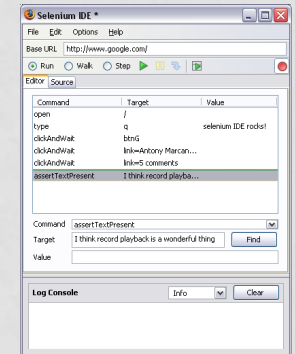 Selenium IDE *
File Edit Options Help
Base URL http://www.google.com/
Run Walk Step
Editor Source
Command Target Value
open /
type q selenium IDE rocks!
clickAndWait btnG
clickAndWait link=Antony Marcan...
clickAndWait link=5 comments
assertTextPresent I think record playba...
Command assertTextPresent
Target I think record playback is a wonderful thing Find
Value
Log Console Info Clear